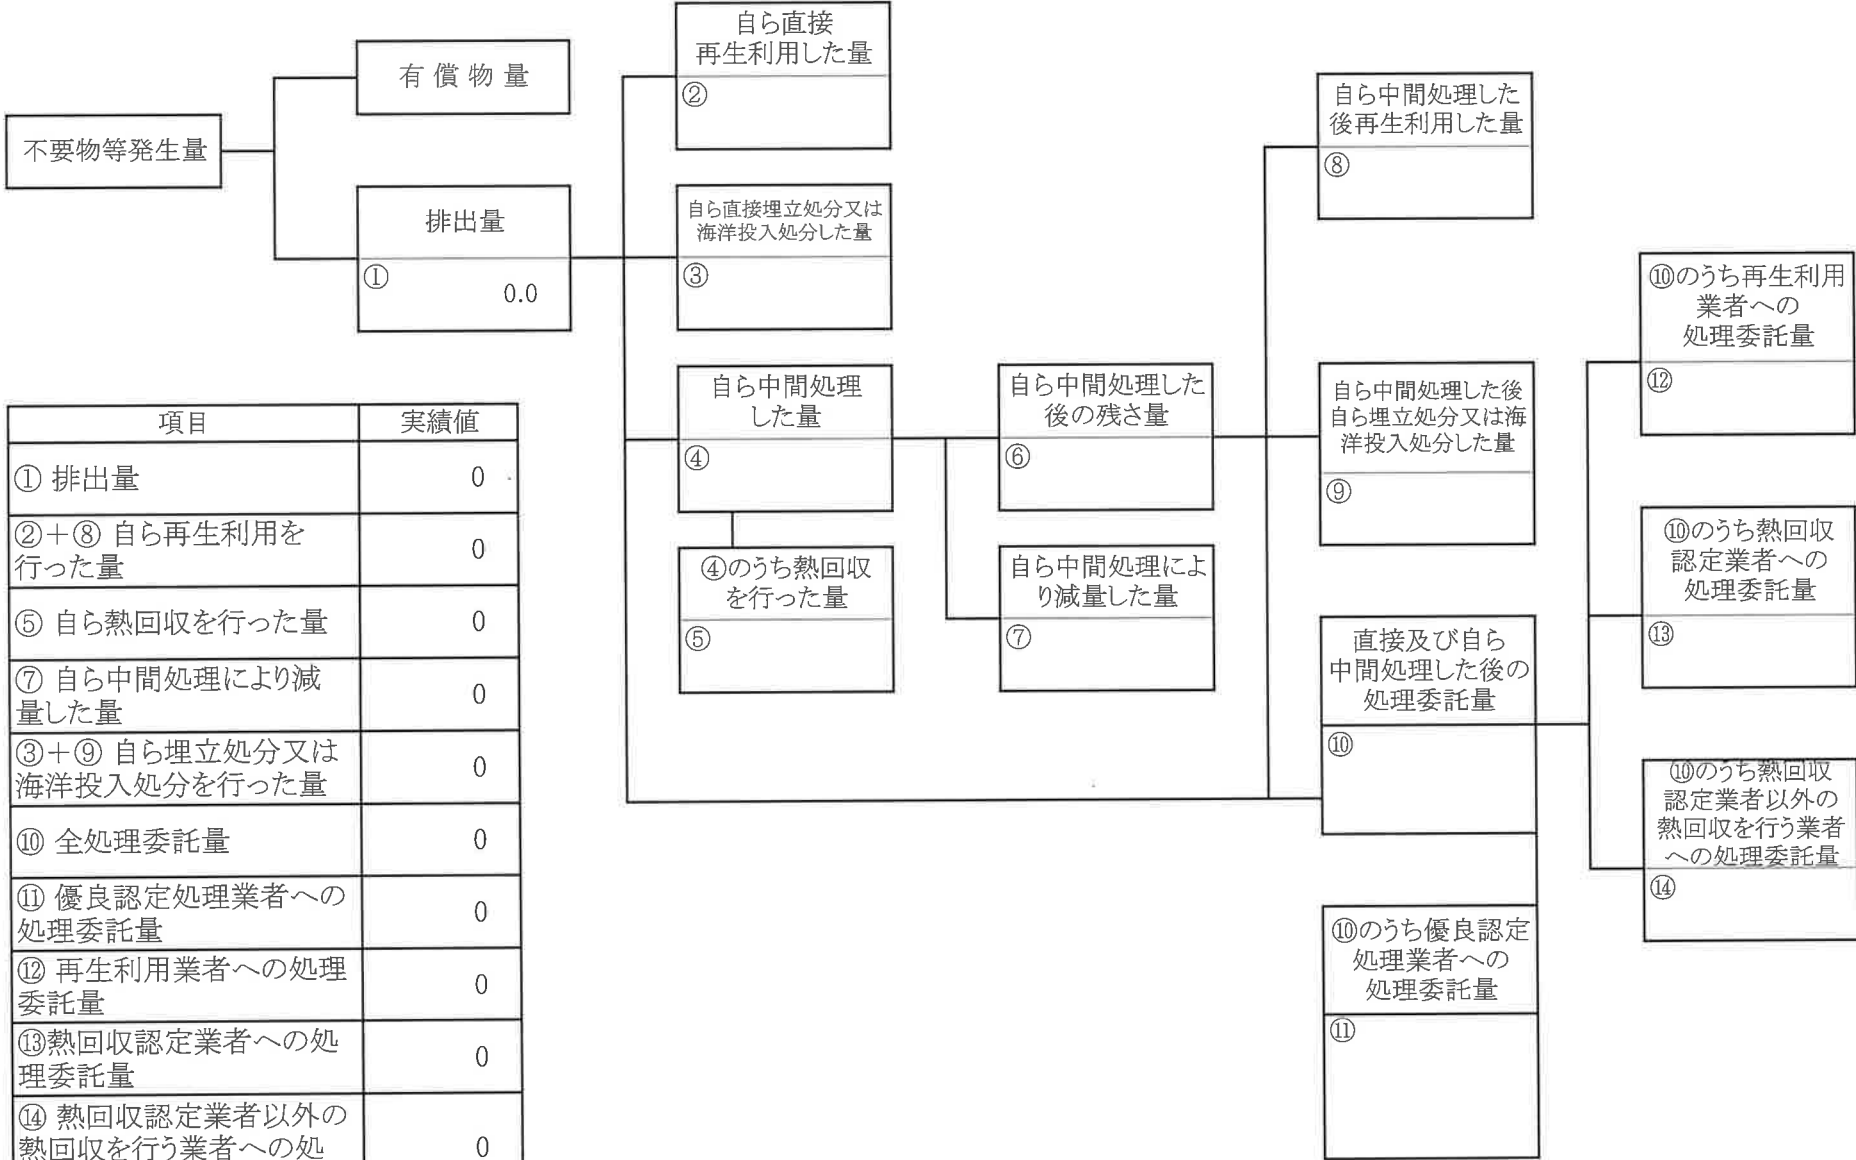 不要物等発生量
有償物量
排出量
①
0.0
自ら直接
再生利用した量
②
自ら直接埋立処分又は
海洋投入処分した量
③
自ら中間処理
した量
④
④のうち熱回収
を行った量
⑤
自ら中間処理した
後の残さ量
⑥
自ら中間処理によ
り減量した量
⑦
自ら中間処理した
後再生利用した量
⑧
自ら中間処理した後
自ら埋立処分又は海
洋投入処分した量
⑨
直接及び自ら
中間処理した後の
処理委託量
⑩
⑩のうち優良認定
処理業者への
処理委託量
⑪
⑩のうち再生利用
業者への
処理委託量
⑫
⑩のうち熱回収
認定業者への
処理委託量
⑬
⑩のうち熱回収
認定業者以外の
熱回収を行う業者
への処理委託量
⑭
項目 実績値
① 排出量 0
②＋⑧ 自ら再生利用を
行った量 0
⑤ 自ら熱回収を行った量 0
⑦ 自ら中間処理により減
量した量 0
③＋⑨ 自ら埋立処分又は
海洋投入処分を行った量 0
⑩ 全処理委託量 0
⑪ 優良認定処理業者への
処理委託量 0
⑫ 再生利用業者への処理
委託量 0
⑬熱回収認定業者への処
理委託量 0
⑭ 熱回収認定業者以外の
熱回収を行う業者への処 0